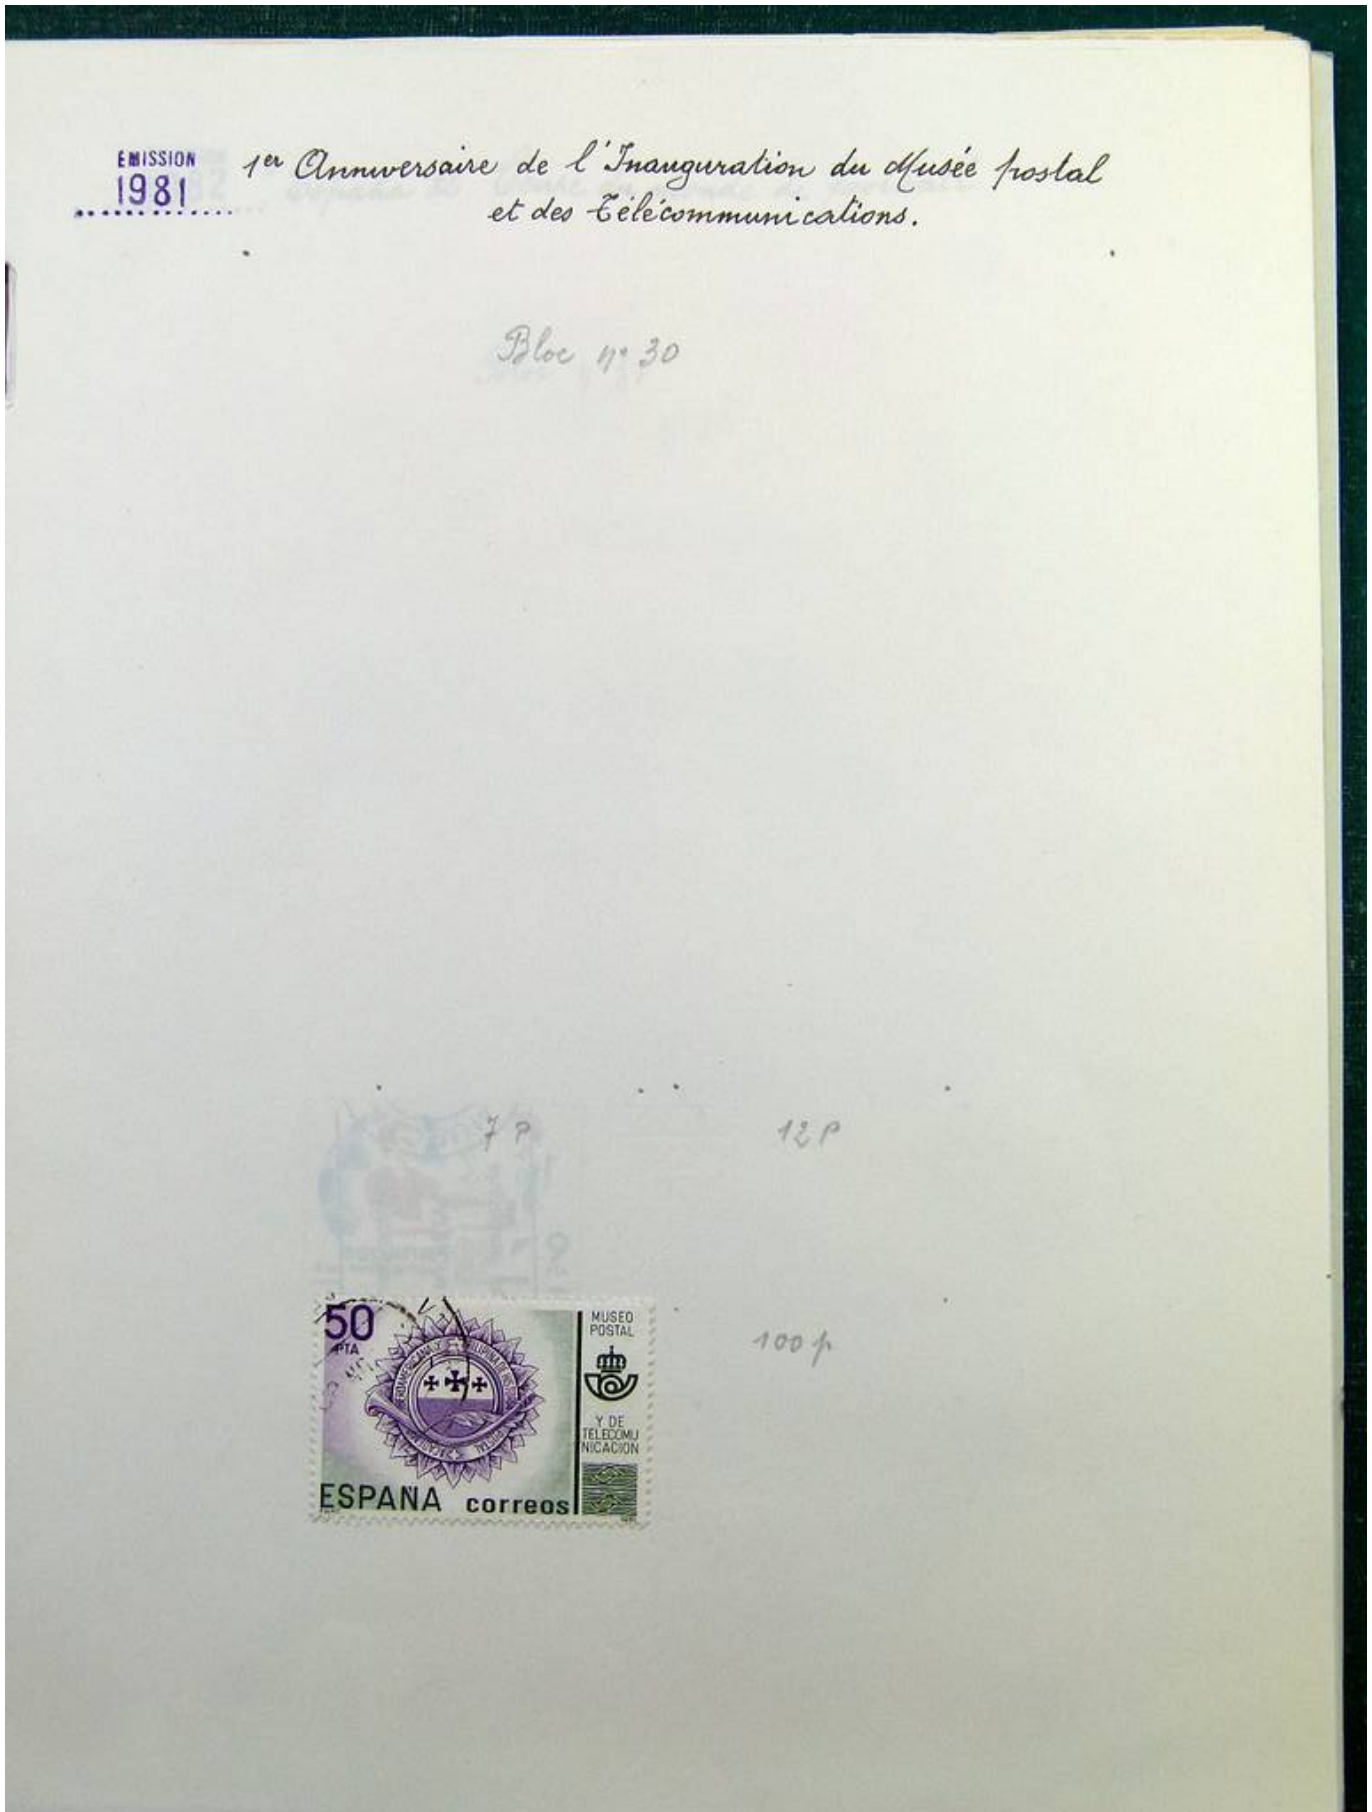 EMISSION
1981
1er Anniversaire de l'Inauguration du Musée postal
et des Télécommunications.
Bloc n° 30
7 P
12 P
50
PTA
MUSEO
POSTAL
Y DE
TELECOMU
NICACION
ESPAÑA correos
100 p